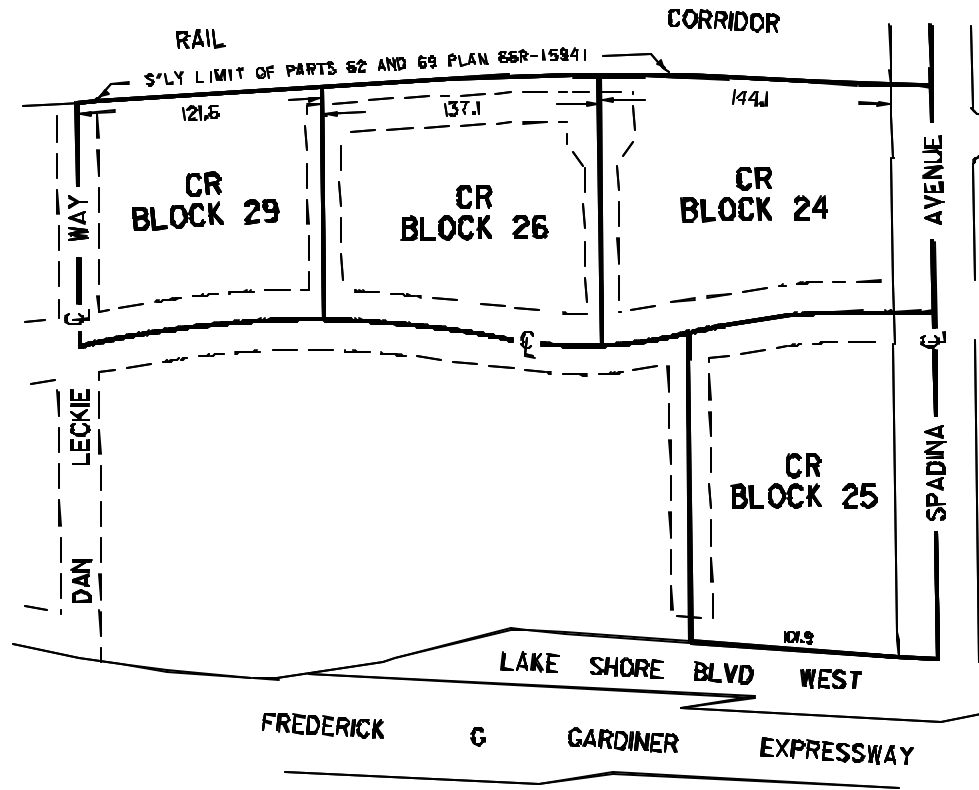 CORRIDOR
RAIL
S'LY LIMIT OF PARTS 62 AND 69 PLAN 66R-15941
121.5
137.1
144.1
CR
BLOCK 29
CR
BLOCK 26
CR
BLOCK 24
DAN LECKIE WAY
SPADINA AVENUE
CR
BLOCK 25
101.9
LAKE SHORE BLVD WEST
FREDERICK G GARDINER EXPRESSWAY